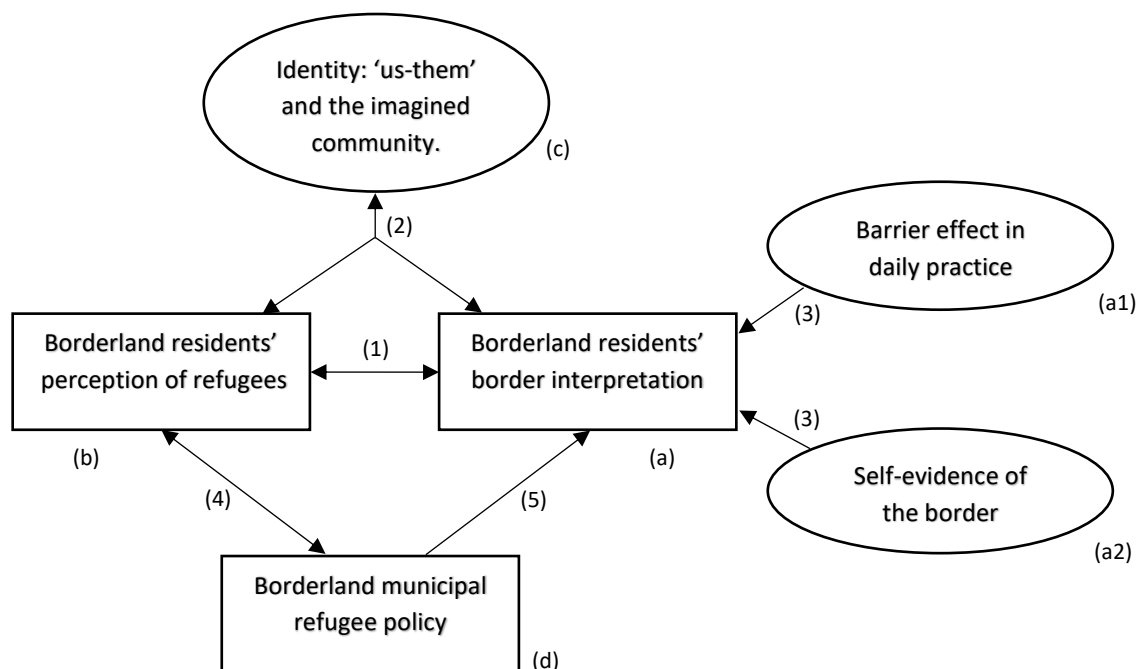 Identity: ‘us-them’
and the imagined
community.
(c)
(2)
Barrier effect in
daily practice
(a1)
(3)
Borderland residents’
perception of refugees
(b)
(1)
Borderland residents’
border interpretation
(a)
(3)
Self-evidence of
the border
(a2)
(4)
(5)
Borderland municipal
refugee policy
(d)